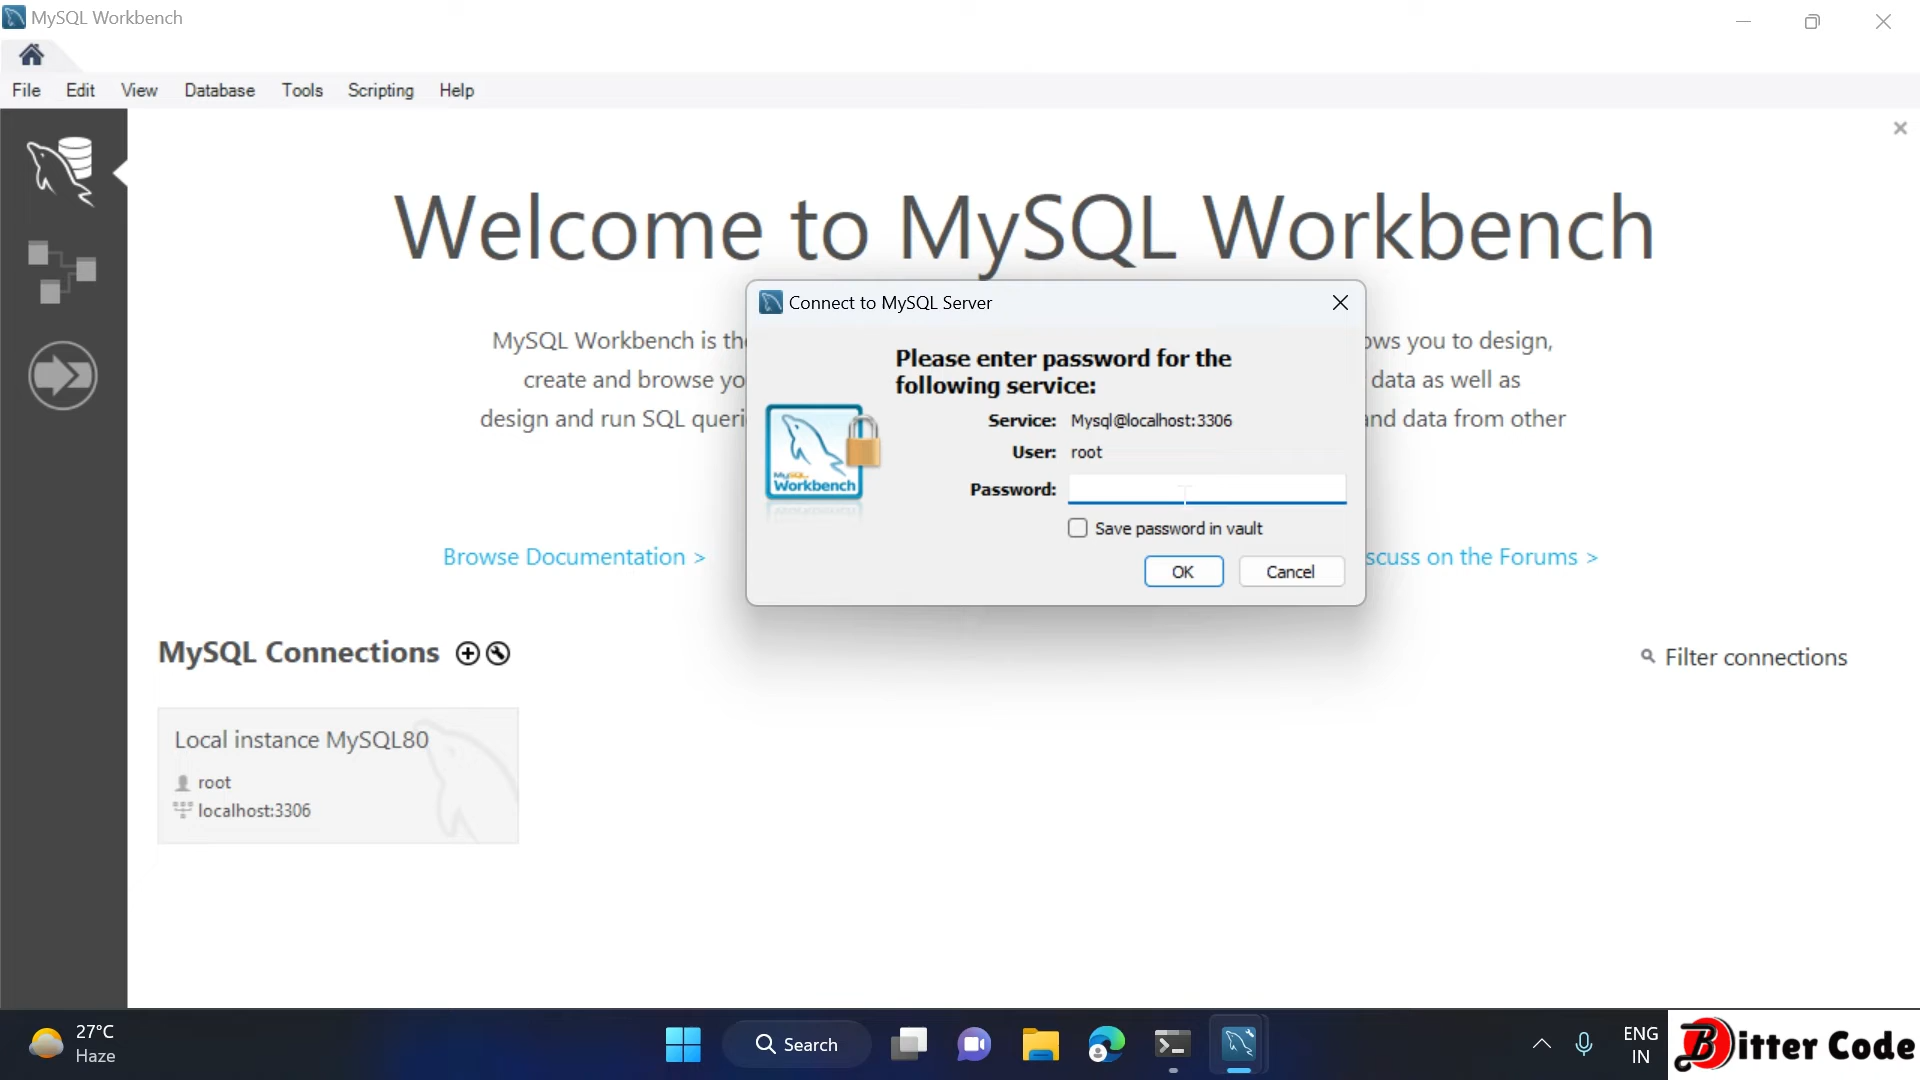 MySQL Workbench
File Edit View Database Tools Scripting Help
Welcome to MySQL Workbench
Connect to MySQL Server
Please enter password for the
following service:
Service: Mysql@localhost:3306
User: root
Password:
Save password in vault
OK Cancel
MySQL
Workbench
MySQL Workbench is the
create and browse yo
design and run SQL queri
ows you to design,
data as well as
nd data from other
Browse Documentation >
scuss on the Forums >
MySQL Connections
Filter connections
Local instance MySQL80
root
localhost:3306
27°C
Haze
Search
ENG
IN
Bitter Code